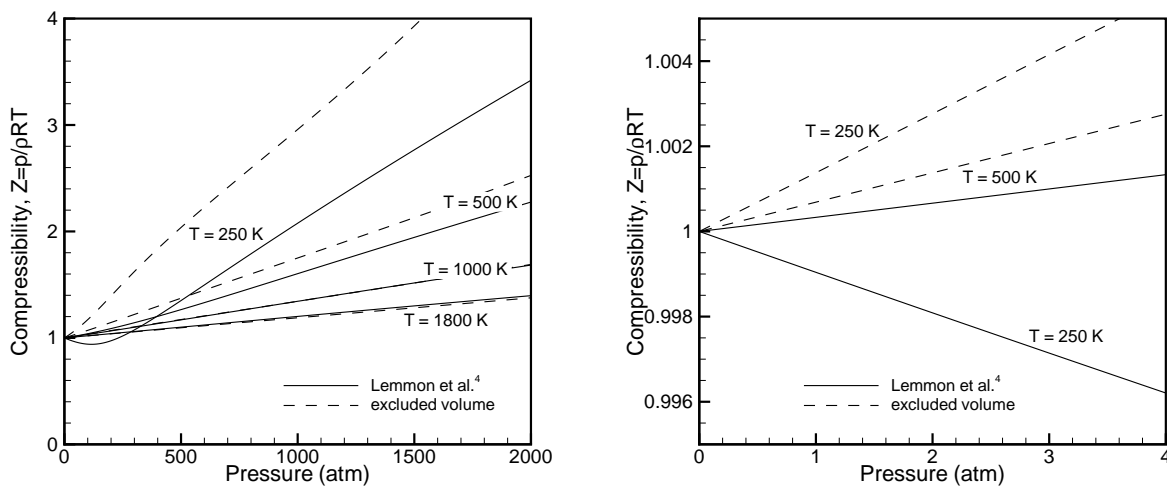 Compressibility, Z=p/ρRT
4
3
2
1
0
T = 250 K
T = 500 K
T = 1000 K
T = 1800 K
Lemmon et al.4
excluded volume
0 500 1000 1500 2000
Pressure (atm)
Compressibility, Z=p/ρRT
1.004
1.002
1
0.998
0.996
T = 250 K
T = 500 K
T = 250 K
Lemmon et al.4
excluded volume
0 1 2 3 4
Pressure (atm)